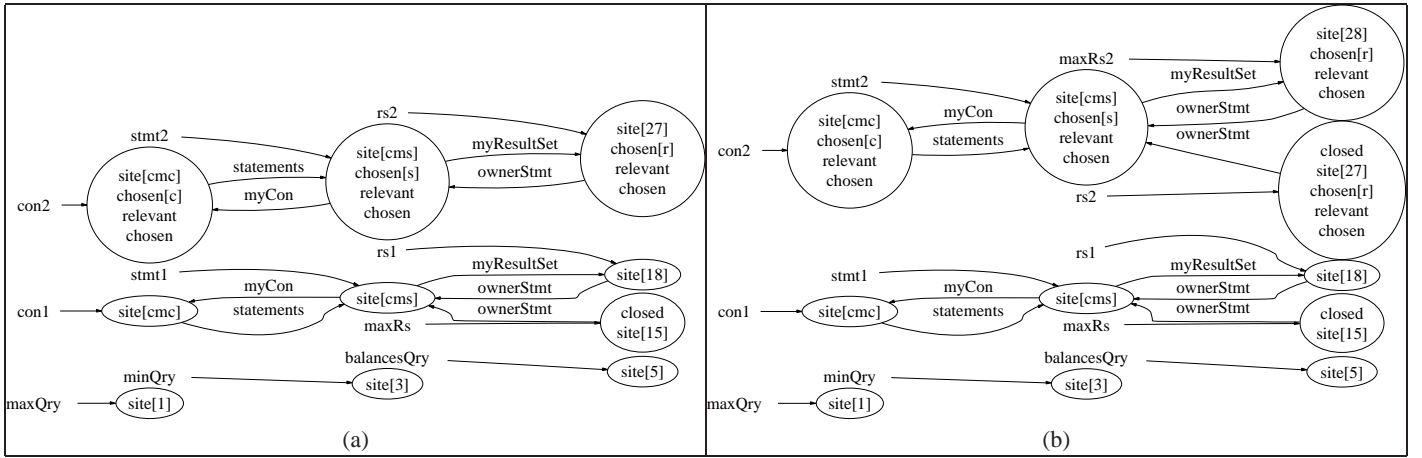 rs2
site[27]
chosen[r]
relevant
chosen
stmt2
site[cmc]
chosen[c]
relevant
chosen
statements
myCon
site[cms]
chosen[s]
relevant
chosen
myResultSet
ownerStmt
con2
rs1
stmt1
myResultSet
site[18]
myCon
site[cms]
ownerStmt
con1
site[cmc]
statements
ownerStmt
closed
site[15]
maxRs
balancesQry
site[5]
minQry
site[3]
maxQry
site[1]
(a)
site[28]
chosen[r]
relevant
chosen
maxRs2
myResultSet
stmt2
site[cms]
chosen[s]
relevant
chosen
ownerStmt
myCon
site[cmc]
chosen[c]
relevant
chosen
statements
ownerStmt
con2
closed
site[27]
chosen[r]
relevant
chosen
rs2
rs1
stmt1
myResultSet
site[18]
myCon
site[cms]
ownerStmt
con1
site[cmc]
statements
ownerStmt
closed
site[15]
maxRs
balancesQry
site[5]
minQry
site[3]
maxQry
site[1]
(b)